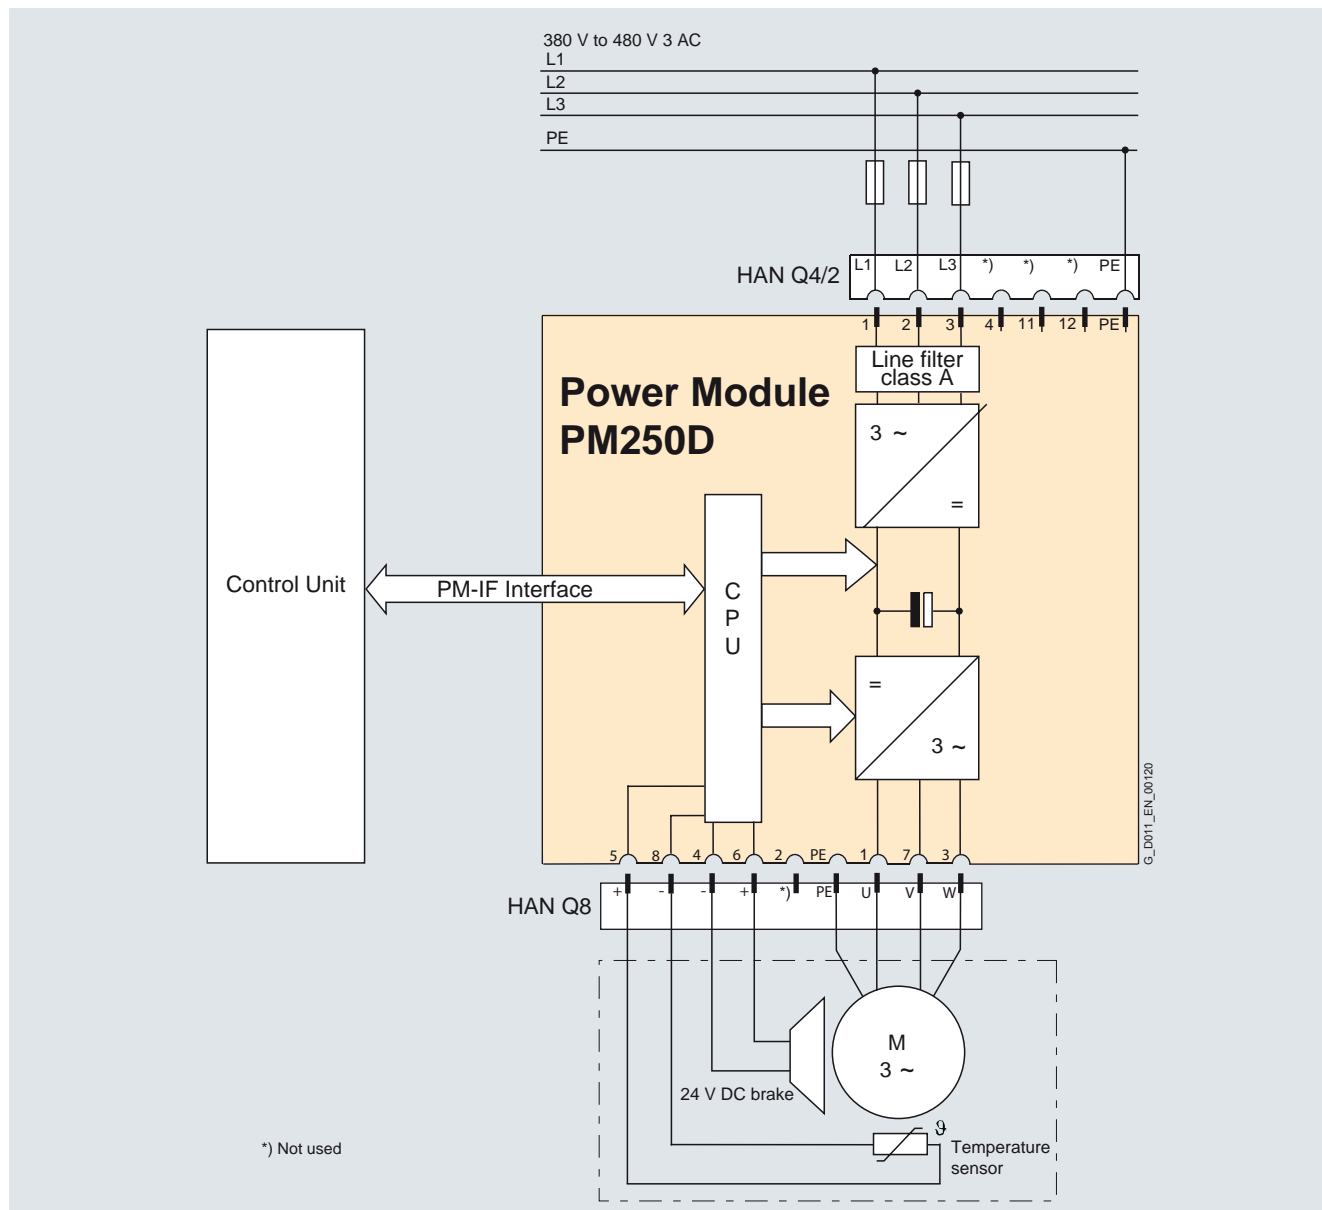 380 V to 480 V 3 AC
L1
L2
L3
PE
HAN Q4/2
L1 L2 L3 *) *) *) PE
1 2 3 4 11 12 PE
Line filter
class A
Power Module
PM250D
3 ~
=
Control Unit
PM-IF Interface
C
P
U
=
3 ~
G_D011_EN_00120
5 8 4 6 2 PE 1 7 3
HAN Q8
+ - - + *) PE U V W
M
3 ~
24 V DC brake
ϑ
Temperature
sensor
*) Not used